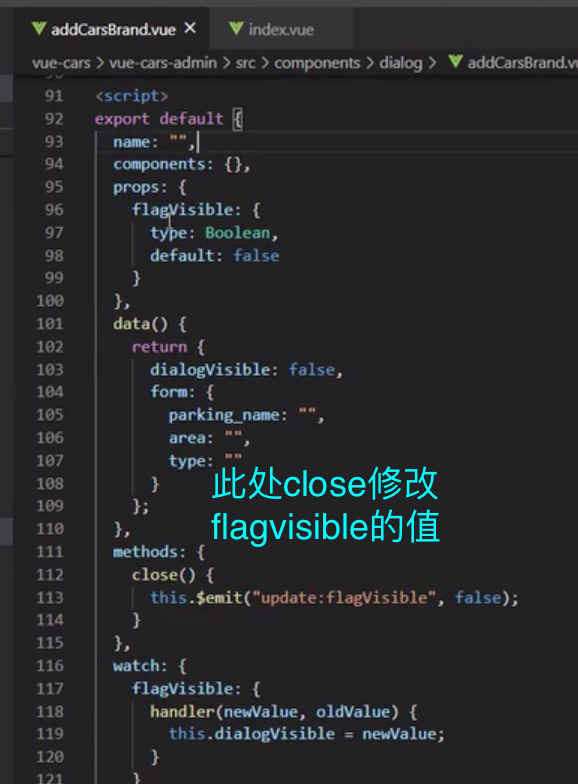 addCarsBrand.vue ✕ index.vue
vue-cars > vue-cars-admin > src > components > dialog > addCarsBrand.vu
91 <script>
92 export default {
93 name: "",
94 components: {},
95 props: {
96 flagVisible: {
97 type: Boolean,
98 default: false
99 }
100 },
101 data() {
102 return {
103 dialogVisible: false,
104 form: {
105 parking_name: "",
106 area: "",
107 type: ""
108 }
109 };
110 },
此处close修改
flagvisible的值
111 methods: {
112 close() {
113 this.$emit("update:flagVisible", false);
114 }
115 },
116 watch: {
117 flagVisible: {
118 handler(newValue, oldValue) {
119 this.dialogVisible = newValue;
120 }
121 }